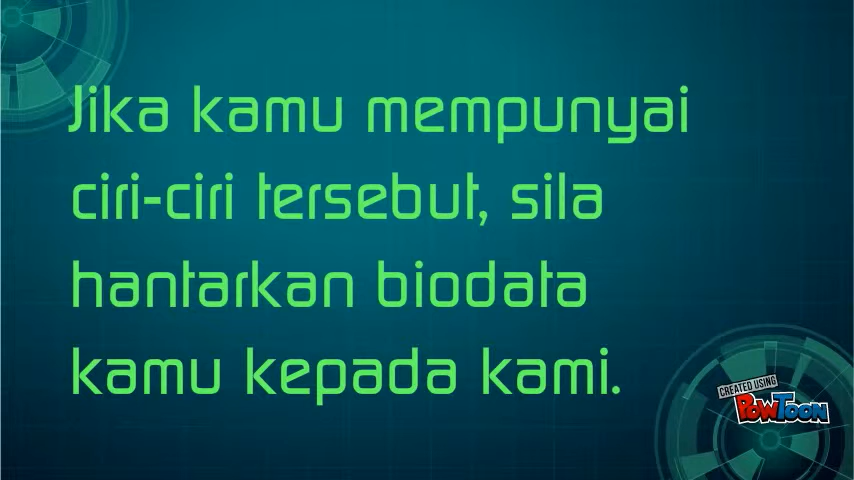 Jika kamu mempunyai
ciri-ciri tersebut, sila
hantarkan biodata
kamu kepada kami.
CREATED USING
POWTOON